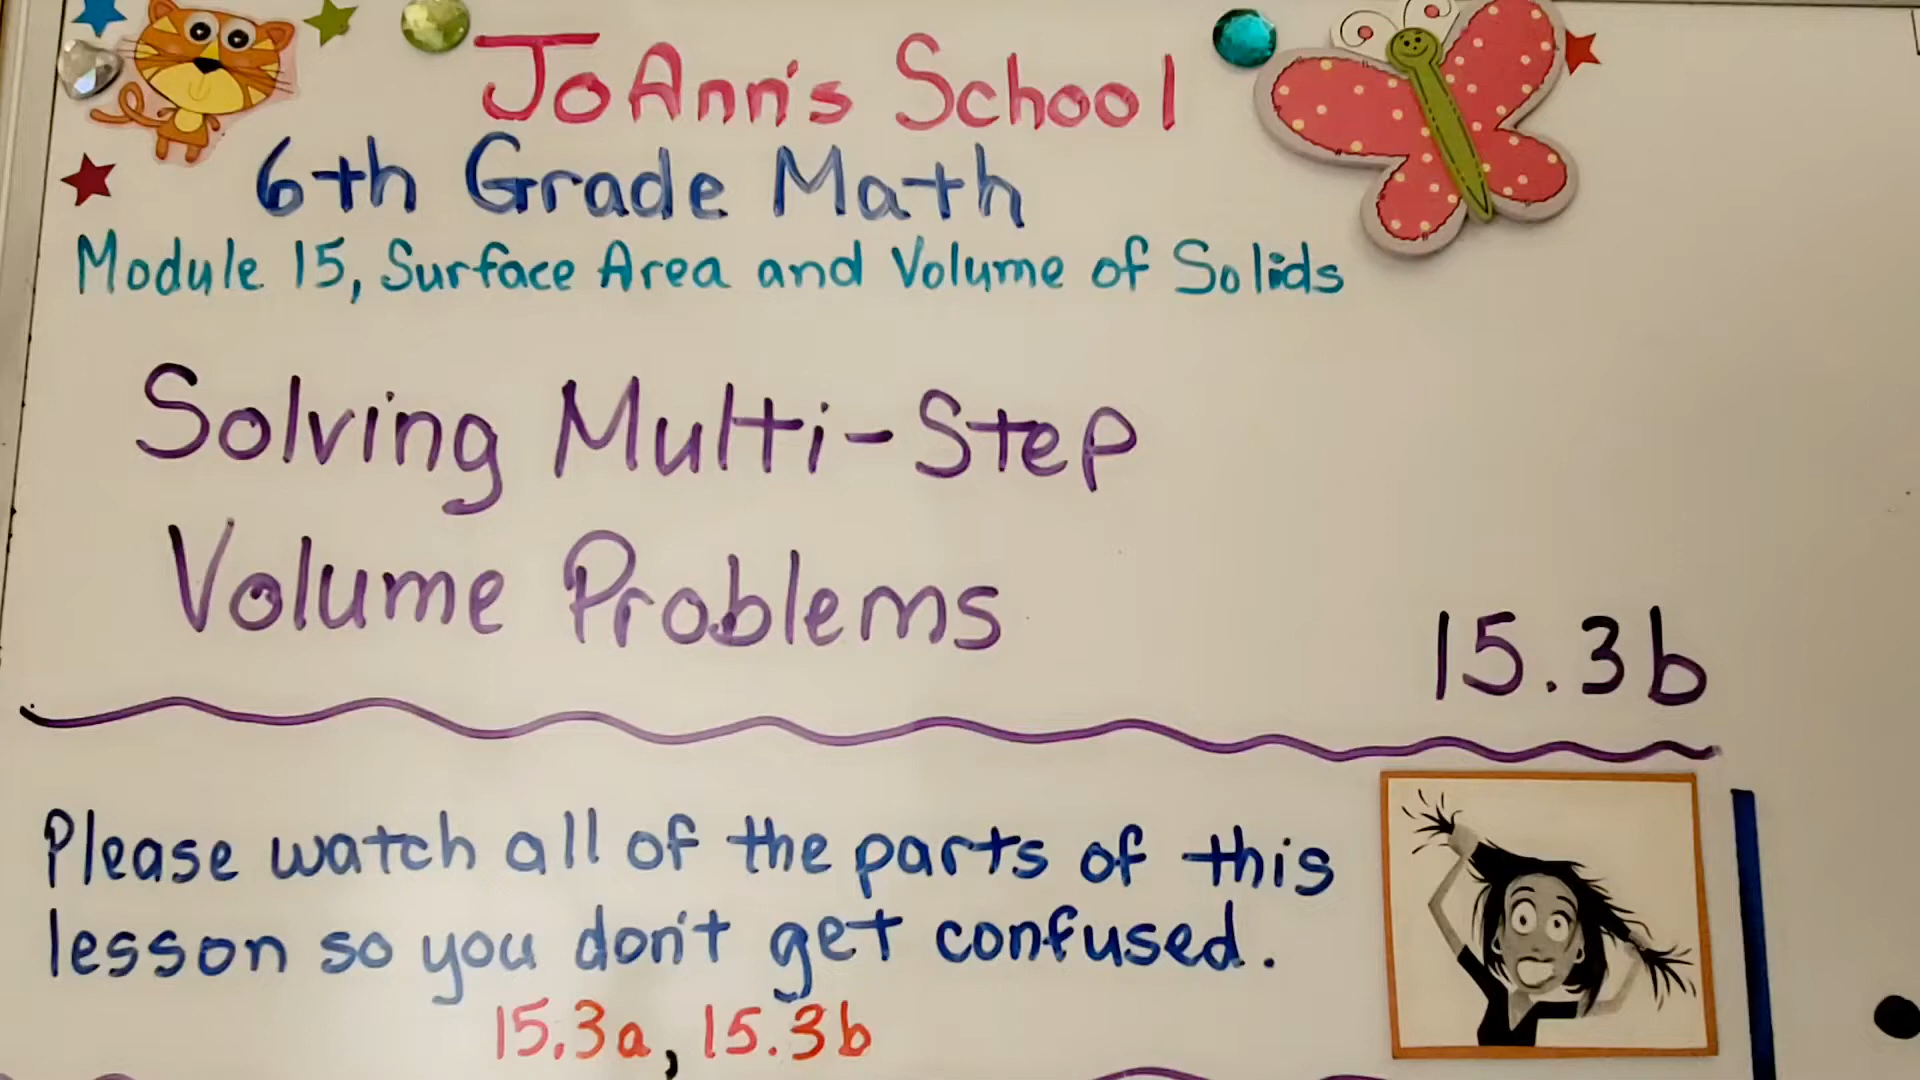 JoAnn's School
6th Grade Math
Module 15, Surface Area and Volume of Solids
Solving Multi-Step
Volume Problems
15.3b
Please watch all of the parts of this
lesson so you don't get confused.
15.3a, 15.3b